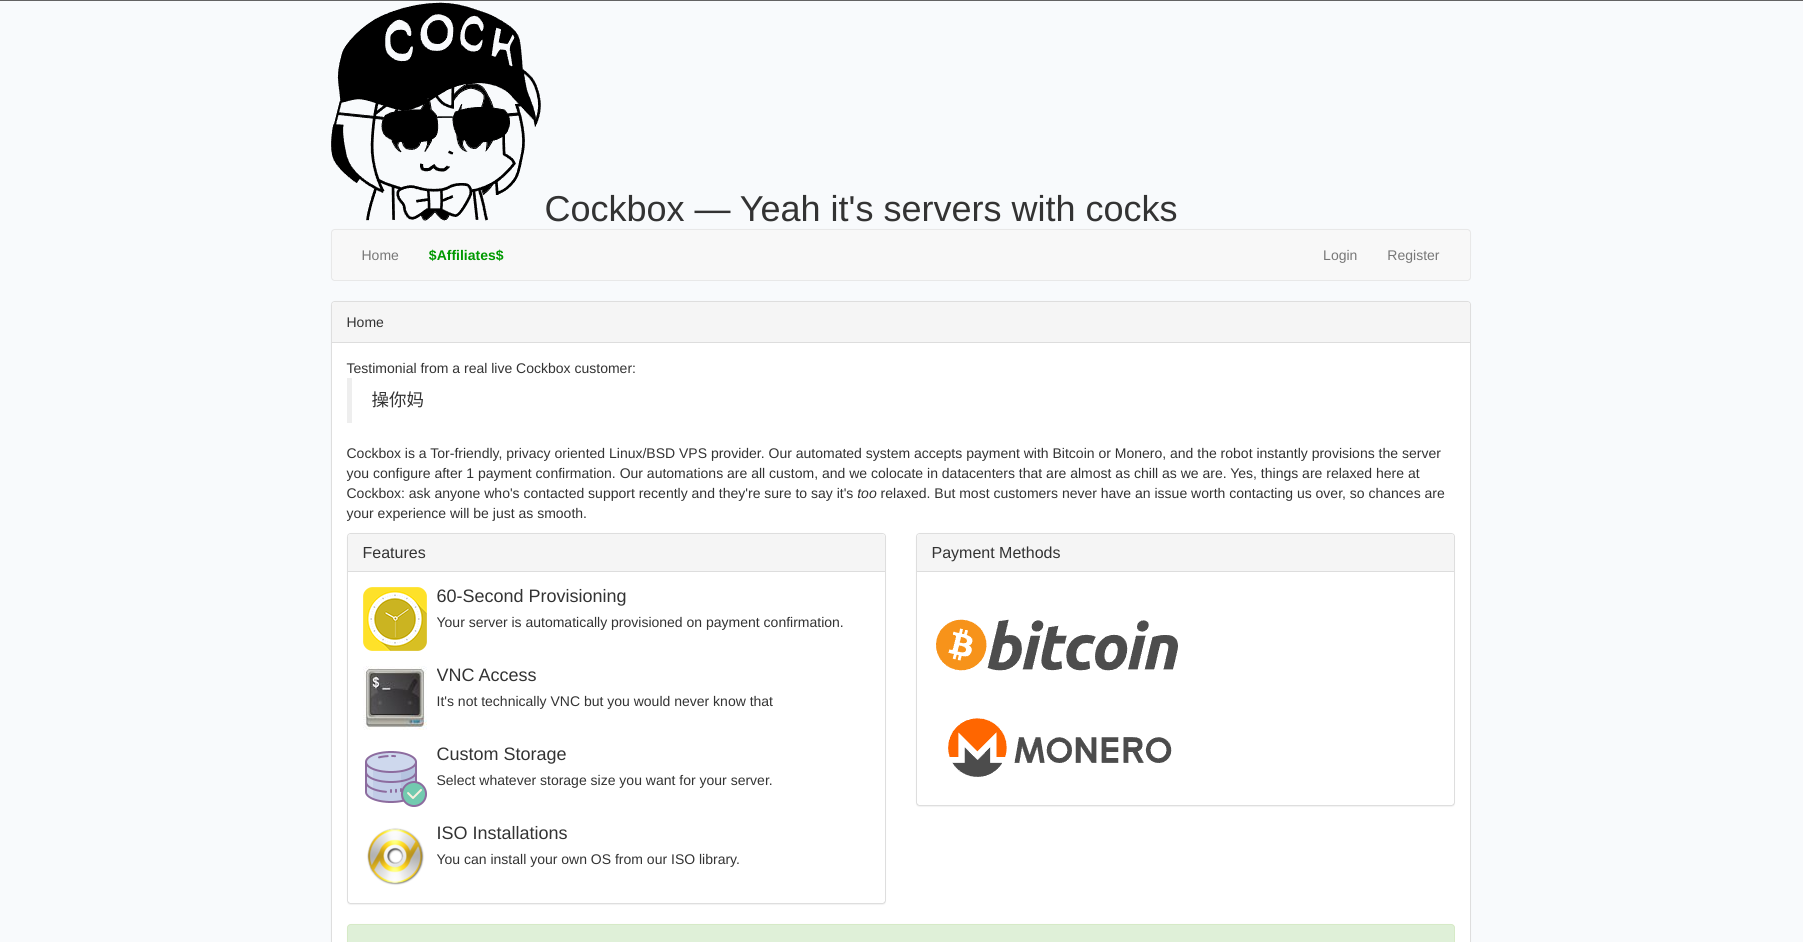 COCK
Cockbox — Yeah it's servers with cocks
Home $Affiliates$ Login Register
Home
Testimonial from a real live Cockbox customer:
操你妈
Cockbox is a Tor-friendly, privacy oriented Linux/BSD VPS provider. Our automated system accepts payment with Bitcoin or Monero, and the robot instantly provisions the server
you configure after 1 payment confirmation. Our automations are all custom, and we colocate in datacenters that are almost as chill as we are. Yes, things are relaxed here at
Cockbox: ask anyone who's contacted support recently and they're sure to say it's too relaxed. But most customers never have an issue worth contacting us over, so chances are
your experience will be just as smooth.
Features
60-Second Provisioning
Your server is automatically provisioned on payment confirmation.
$_
VNC Access
It's not technically VNC but you would never know that
Custom Storage
Select whatever storage size you want for your server.
ISO Installations
You can install your own OS from our ISO library.
Payment Methods
bitcoin
MONERO